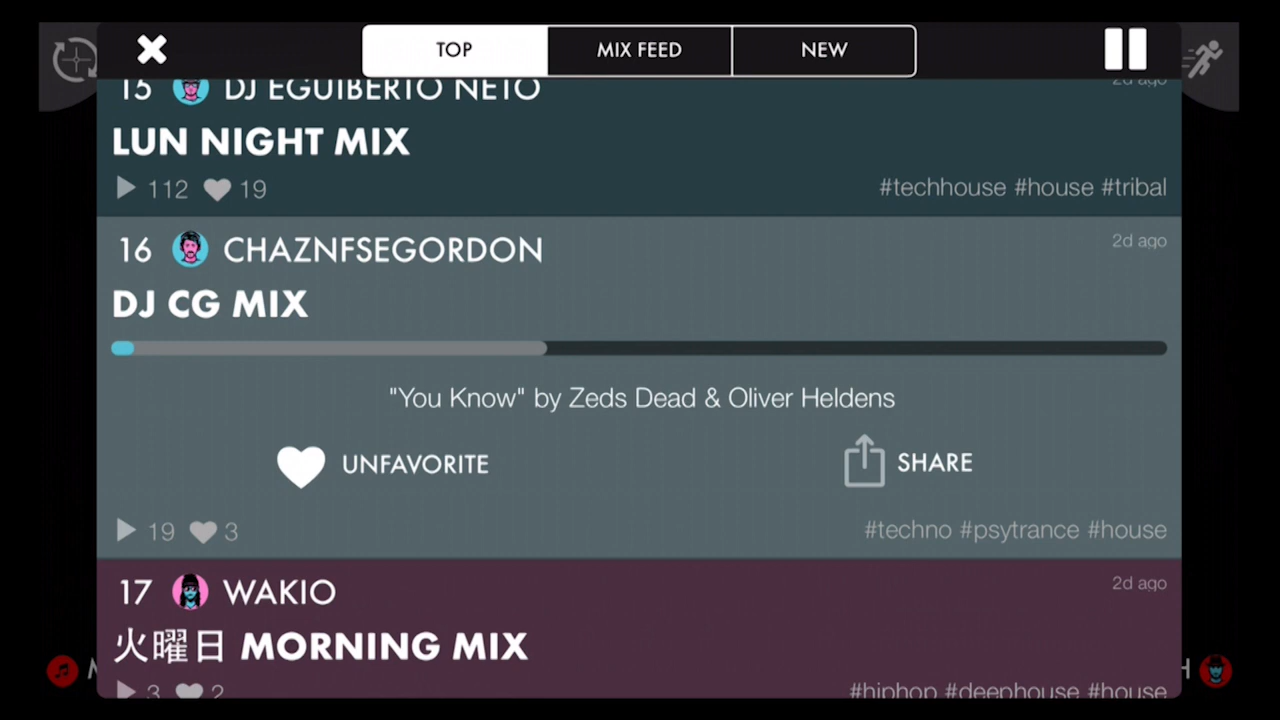 TOP MIX FEED NEW
15 DJ EGUIBERTO NETO 2d ago
LUN NIGHT MIX
112 19 #techhouse #house #tribal
16 CHAZNFSEGORDON 2d ago
DJ CG MIX
"You Know" by Zeds Dead & Oliver Heldens
UNFAVORITE SHARE
19 3 #techno #psytrance #house
17 WAKIO 2d ago
火曜日 MORNING MIX
3 2 #hiphop #deephouse #house